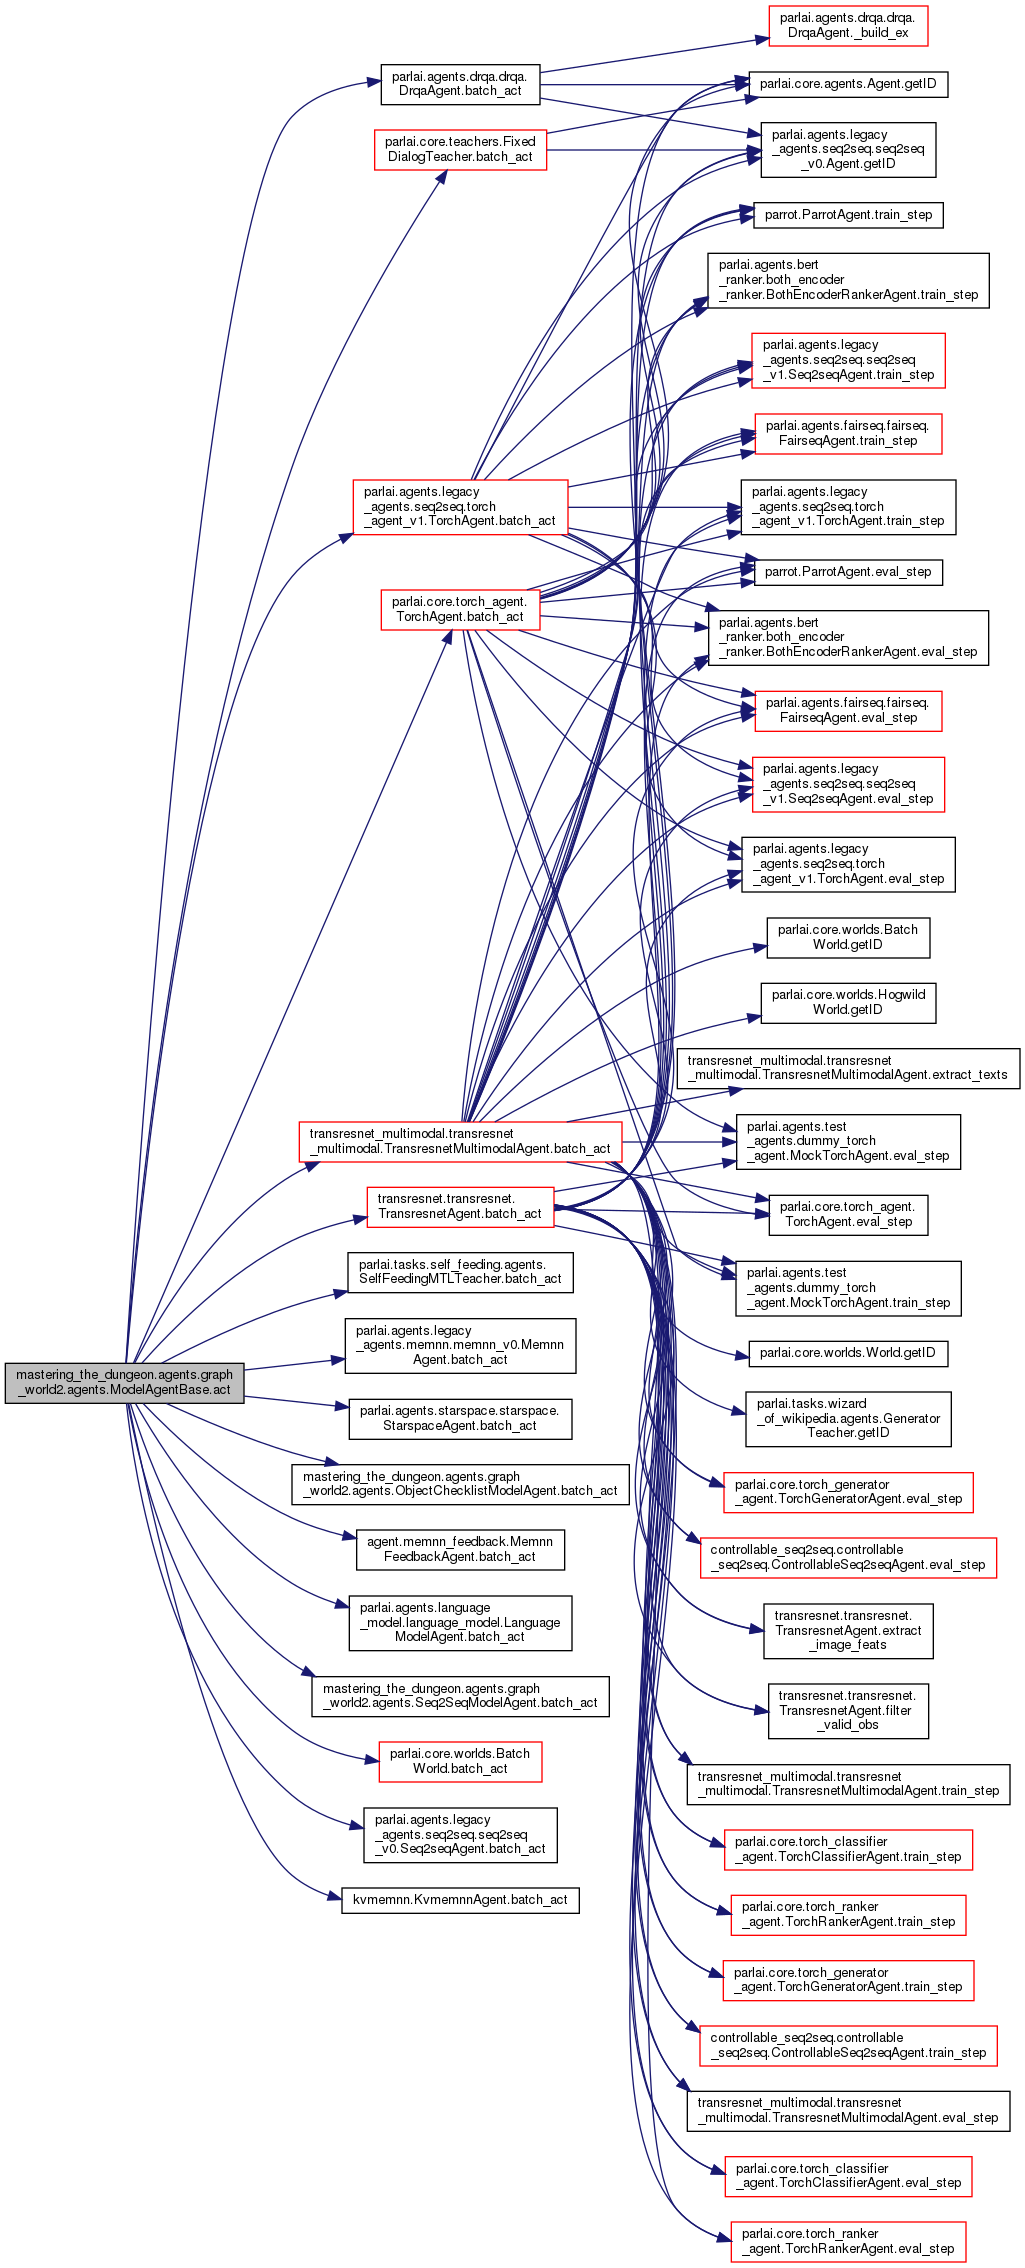 parlai.agents.drqa.drqa.
DrqaAgent._build_ex
parlai.agents.drqa.drqa.
DrqaAgent.batch_act
parlai.core.agents.Agent.getID
parlai.core.teachers.Fixed
DialogTeacher.batch_act
parlai.agents.legacy
_agents.seq2seq.seq2seq
_v0.Agent.getID
parrot.ParrotAgent.train_step
parlai.agents.bert
_ranker.both_encoder
_ranker.BothEncoderRankerAgent.train_step
parlai.agents.legacy
_agents.seq2seq.seq2seq
_v1.Seq2seqAgent.train_step
parlai.agents.fairseq.fairseq.
FairseqAgent.train_step
parlai.agents.legacy
_agents.seq2seq.torch
_agent_v1.TorchAgent.batch_act
parlai.agents.legacy
_agents.seq2seq.torch
_agent_v1.TorchAgent.train_step
parrot.ParrotAgent.eval_step
parlai.core.torch_agent.
TorchAgent.batch_act
parlai.agents.bert
_ranker.both_encoder
_ranker.BothEncoderRankerAgent.eval_step
parlai.agents.fairseq.fairseq.
FairseqAgent.eval_step
parlai.agents.legacy
_agents.seq2seq.seq2seq
_v1.Seq2seqAgent.eval_step
parlai.agents.legacy
_agents.seq2seq.torch
_agent_v1.TorchAgent.eval_step
parlai.core.worlds.Batch
World.getID
parlai.core.worlds.Hogwild
World.getID
transresnet_multimodal.transresnet
_multimodal.TransresnetMultimodalAgent.extract_texts
transresnet_multimodal.transresnet
_multimodal.TransresnetMultimodalAgent.batch_act
parlai.agents.test
_agents.dummy_torch
_agent.MockTorchAgent.eval_step
transresnet.transresnet.
TransresnetAgent.batch_act
parlai.core.torch_agent.
TorchAgent.eval_step
parlai.tasks.self_feeding.agents.
SelfFeedingMTLTeacher.batch_act
parlai.agents.test
_agents.dummy_torch
_agent.MockTorchAgent.train_step
parlai.agents.legacy
_agents.memnn.memnn_v0.Memnn
Agent.batch_act
parlai.core.worlds.World.getID
mastering_the_dungeon.agents.graph
_world2.agents.ModelAgentBase.act
parlai.agents.starspace.starspace.
StarspaceAgent.batch_act
parlai.tasks.wizard
_of_wikipedia.agents.Generator
Teacher.getID
mastering_the_dungeon.agents.graph
_world2.agents.ObjectChecklistModelAgent.batch_act
parlai.core.torch_generator
_agent.TorchGeneratorAgent.eval_step
agent.memnn_feedback.Memnn
FeedbackAgent.batch_act
controllable_seq2seq.controllable
_seq2seq.ControllableSeq2seqAgent.eval_step
parlai.agents.language
_model.language_model.Language
ModelAgent.batch_act
transresnet.transresnet.
TransresnetAgent.extract
_image_feats
mastering_the_dungeon.agents.graph
_world2.agents.Seq2SeqModelAgent.batch_act
transresnet.transresnet.
TransresnetAgent.filter
_valid_obs
parlai.core.worlds.Batch
World.batch_act
transresnet_multimodal.transresnet
_multimodal.TransresnetMultimodalAgent.train_step
parlai.agents.legacy
_agents.seq2seq.seq2seq
_v0.Seq2seqAgent.batch_act
parlai.core.torch_classifier
_agent.TorchClassifierAgent.train_step
kvmemnn.KvmemnnAgent.batch_act
parlai.core.torch_ranker
_agent.TorchRankerAgent.train_step
parlai.core.torch_generator
_agent.TorchGeneratorAgent.train_step
controllable_seq2seq.controllable
_seq2seq.ControllableSeq2seqAgent.train_step
transresnet_multimodal.transresnet
_multimodal.TransresnetMultimodalAgent.eval_step
parlai.core.torch_classifier
_agent.TorchClassifierAgent.eval_step
parlai.core.torch_ranker
_agent.TorchRankerAgent.eval_step